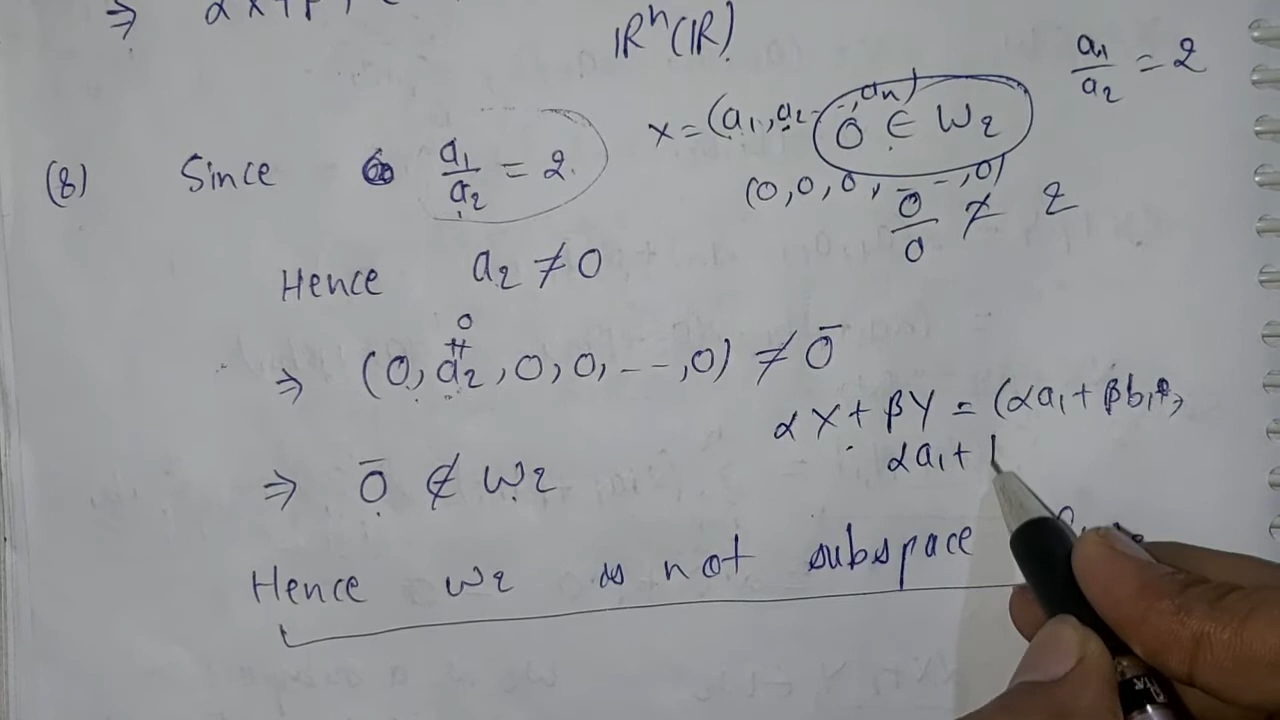 ⇒ αX+β
ℝⁿ(ℝ)
a₁/a₂ = 2
x = (a₁, a₂ - -, aₙ)
0̄ ∈ W₂
(8) Since a₁/a₂ = 2.
(0, 0, 0, - -, 0)
0/0 ≠ 2
Hence a₂ ≠ 0
0
⇒ (0, a₂, 0, 0, - - -, 0) ≠ 0̄
αX + βY = (αa₁ + βb₁,
αa₁ +
⇒ 0̄ ∉ W₂
Hence W₂ is not subspace